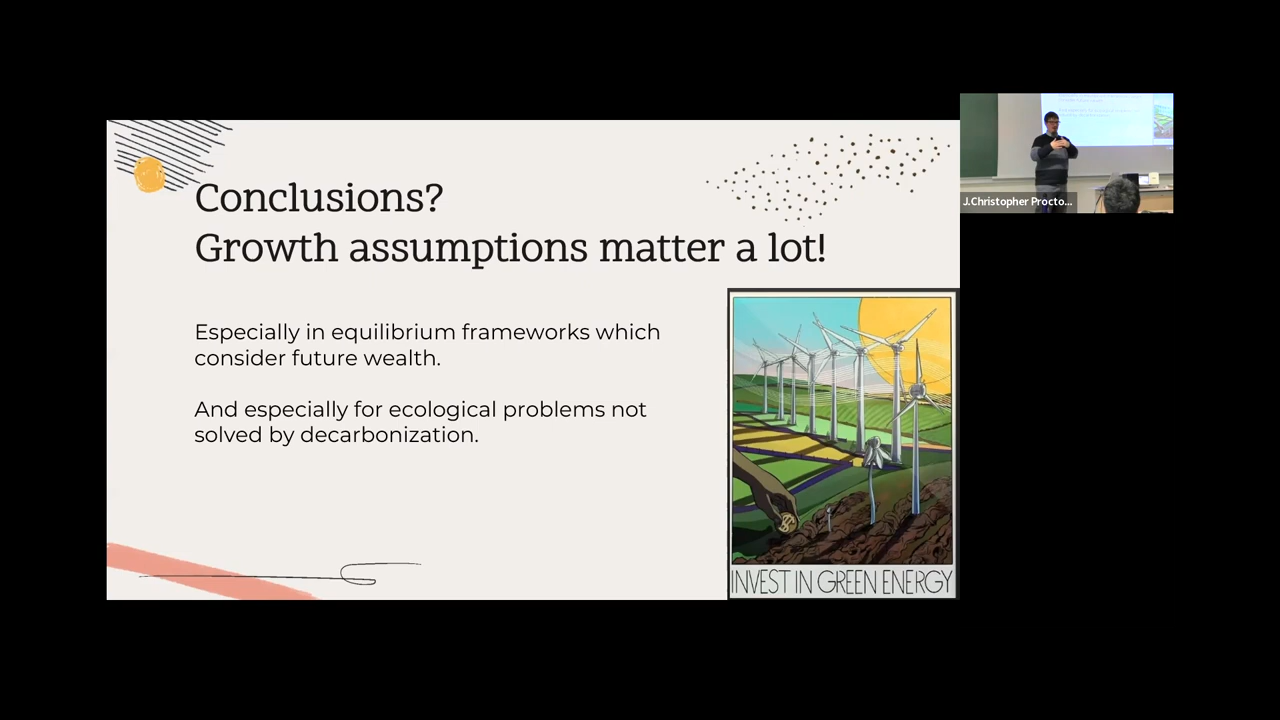 Conclusions?
Growth assumptions matter a lot!
Especially in equilibrium frameworks which
consider future wealth.
And especially for ecological problems not
solved by decarbonization.
INVEST IN GREEN ENERGY
J.Christopher Procto...